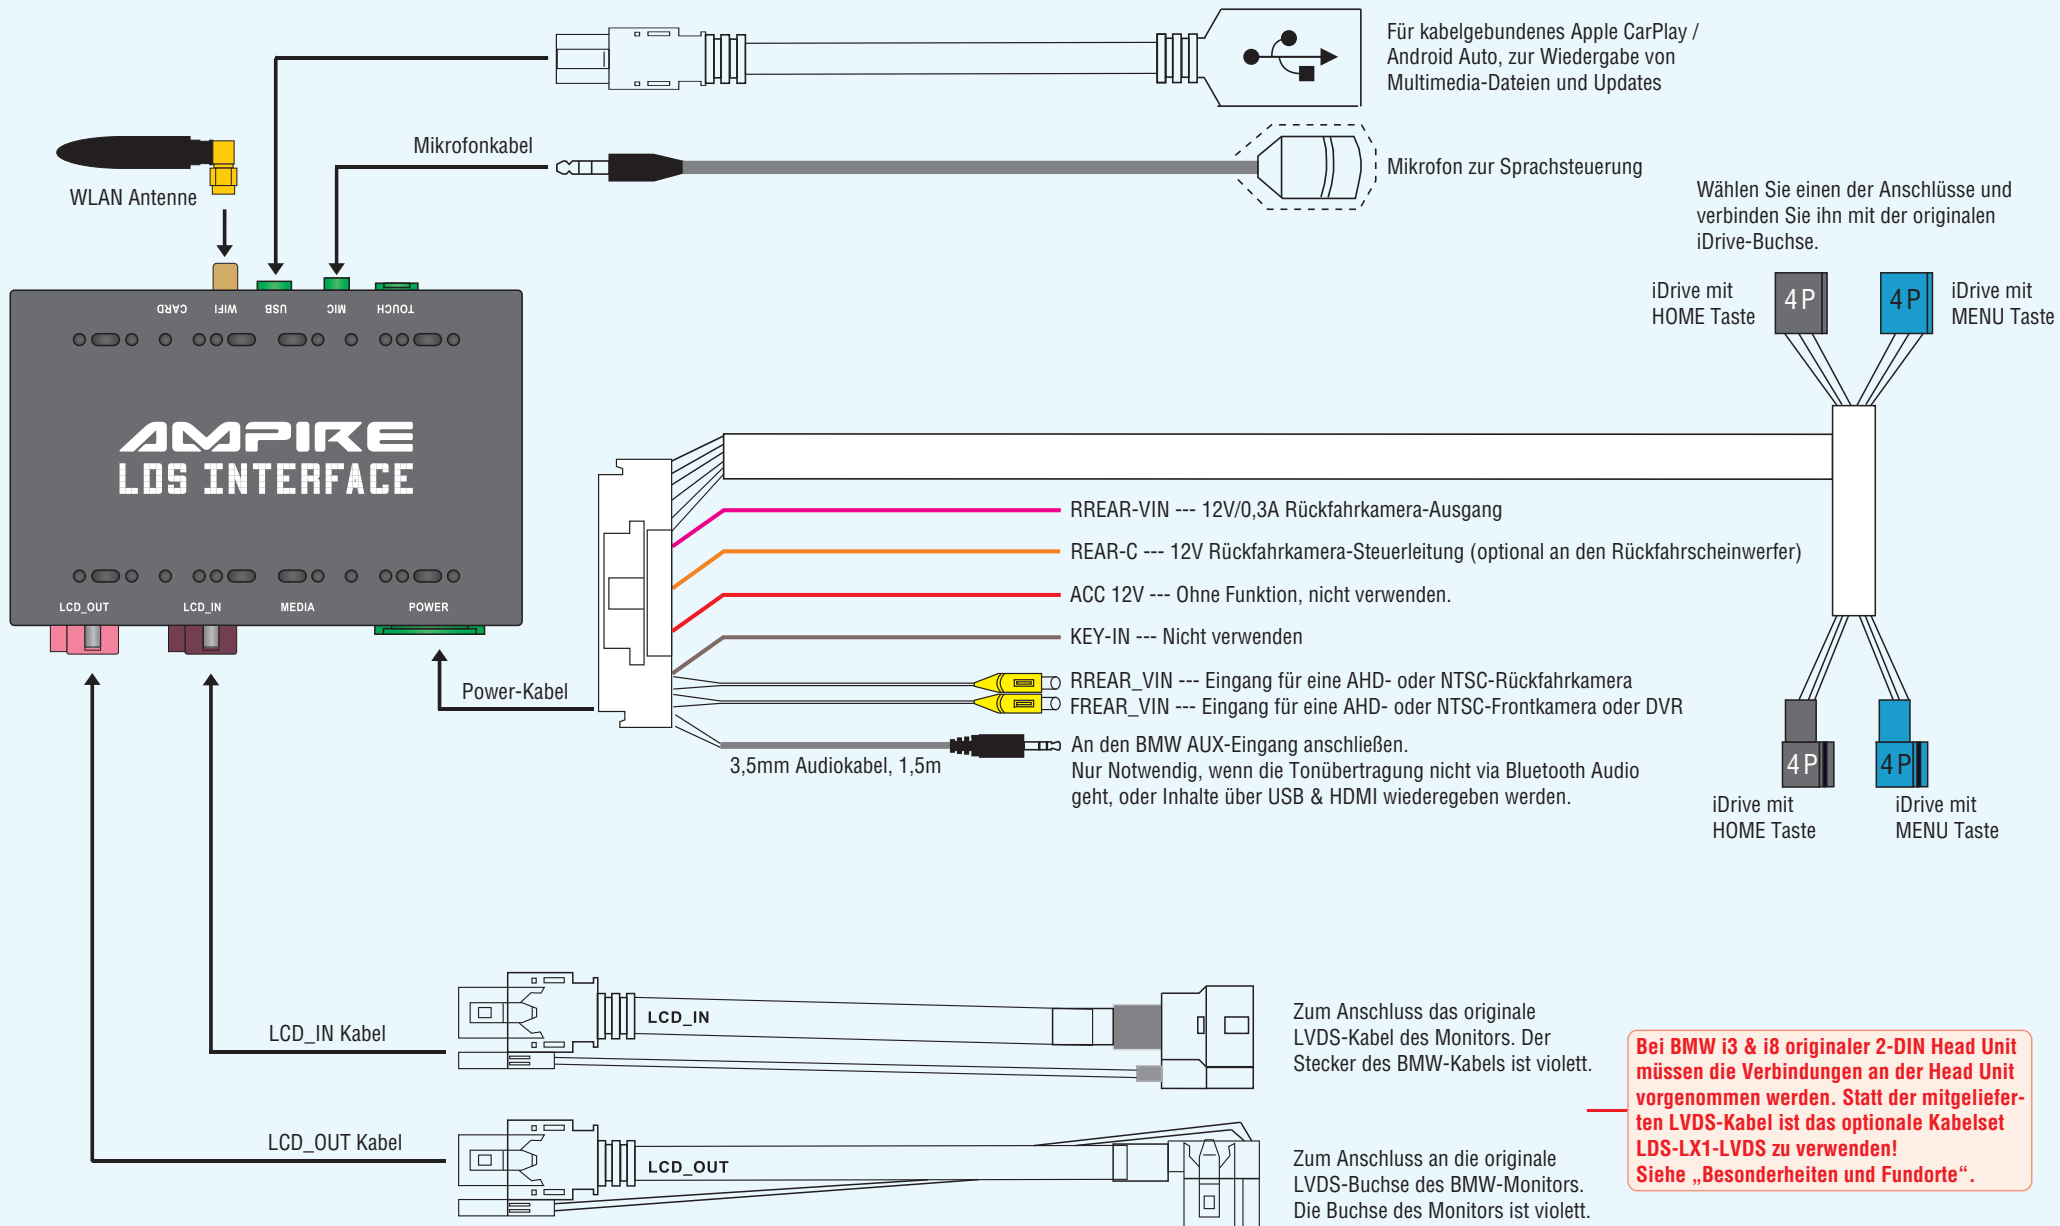 Für kabelgebundenes Apple CarPlay /
Android Auto, zur Wiedergabe von
Multimedia-Dateien und Updates
Mikrofonkabel
Mikrofon zur Sprachsteuerung
WLAN Antenne
Wählen Sie einen der Anschlüsse und
verbinden Sie ihn mit der originalen
iDrive-Buchse.
iDrive mit
HOME Taste
4P
4P
iDrive mit
MENU Taste
CARD
WIFI
USB
MIC
TOUCH
AMPIRE
LDS INTERFACE
LCD_OUT
LCD_IN
MEDIA
POWER
RREAR-VIN --- 12V/0,3A Rückfahrkamera-Ausgang
REAR-C --- 12V Rückfahrkamera-Steuerleitung (optional an den Rückfahrscheinwerfer)
ACC 12V --- Ohne Funktion, nicht verwenden.
KEY-IN --- Nicht verwenden
RREAR_VIN --- Eingang für eine AHD- oder NTSC-Rückfahrkamera
FREAR_VIN --- Eingang für eine AHD- oder NTSC-Frontkamera oder DVR
Power-Kabel
3,5mm Audiokabel, 1,5m
An den BMW AUX-Eingang anschließen.
Nur Notwendig, wenn die Tonübertragung nicht via Bluetooth Audio
geht, oder Inhalte über USB & HDMI wiederegeben werden.
4P
4P
iDrive mit
HOME Taste
iDrive mit
MENU Taste
LCD_IN Kabel
LCD_IN
Zum Anschluss das originale
LVDS-Kabel des Monitors. Der
Stecker des BMW-Kabels ist violett.
LCD_OUT Kabel
LCD_OUT
Zum Anschluss an die originale
LVDS-Buchse des BMW-Monitors.
Die Buchse des Monitors ist violett.
Bei BMW i3 & i8 originaler 2-DIN Head Unit
müssen die Verbindungen an der Head Unit
vorgenommen werden. Statt der mitgeliefer-
ten LVDS-Kabel ist das optionale Kabelset
LDS-LX1-LVDS zu verwenden!
Siehe „Besonderheiten und Fundorte“.